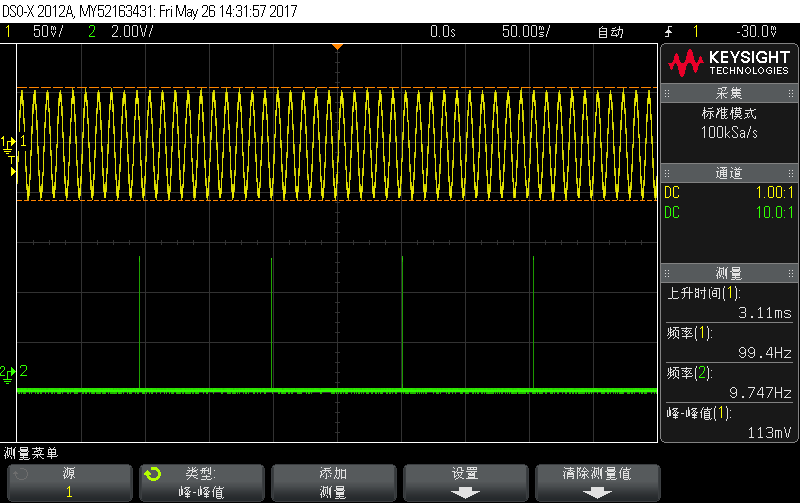 DSO-X 2012A, MY52163431: Fri May 26 14:31:57 2017
1 50mV/ 2 2.00V/ 0.0s 50.00ms/ 自动 1 -30.0mV
KEYSIGHT
TECHNOLOGIES
采集
标准模式
100kSa/s
通道
DC 1.00:1
DC 10.0:1
测量
上升时间(1):
3.11ms
频率(1):
99.4Hz
频率(2):
9.747Hz
峰-峰值(1):
113mV
1 1
T
2 2
测量菜单
源
1
类型:
峰-峰值
添加
测量
设置
清除测量值